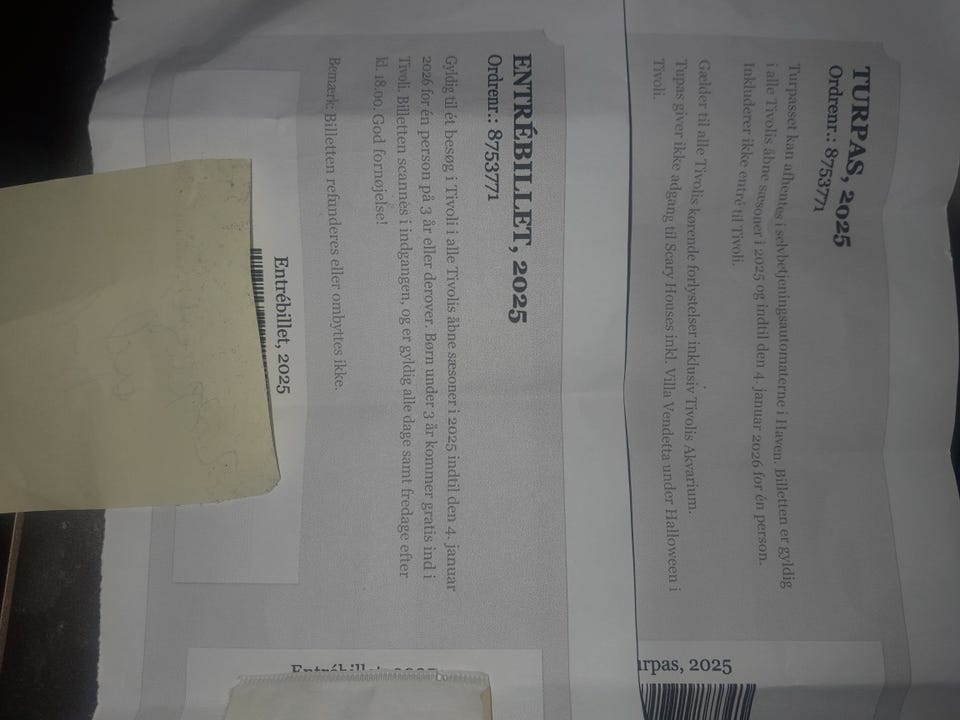 TURPAS, 2025
Ordrenr.: 8753771
Turpasset kan afhentes i selvbetjeningsautomaterne i Haven. Billetten er gyldig
i alle Tivolis åbne sæsoner i 2025 og indtil den 4. januar 2026 for én person.
Inkluderer ikke entré til Tivoli.
Gælder til alle Tivolis kørende forlystelser inklusiv Tivolis Akvarium.
Tupas giver ikke adgang til Scary Houses inkl. Villa Vendetta under Halloween i
Tivoli.
urpas, 2025
ENTRÉBILLET, 2025
Ordrenr.: 8753771
Gyldig til ét besøg i Tivoli i alle Tivolis åbne sæsoner i 2025 indtil den 4. januar
2026 for én person på 3 år eller derover. Børn under 3 år kommer gratis ind i
Tivoli. Billetten scannes i indgangen, og er gyldig alle dage samt fredage efter
kl. 18.00. God fornøjelse!
Bemærk: Billetten refunderes eller ombyttes ikke.
Entrébillet, 2025
Entrébillet, 2025